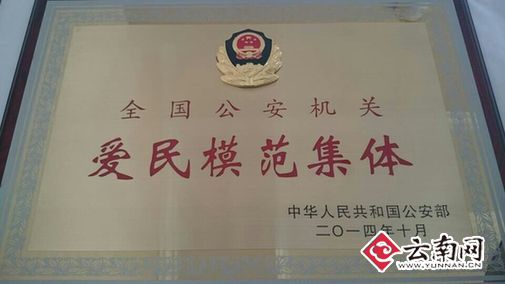 全国公安机关
爱民模范集体
中华人民共和国公安部
二〇一四年十月
云南网
WWW.YUNNAN.CN